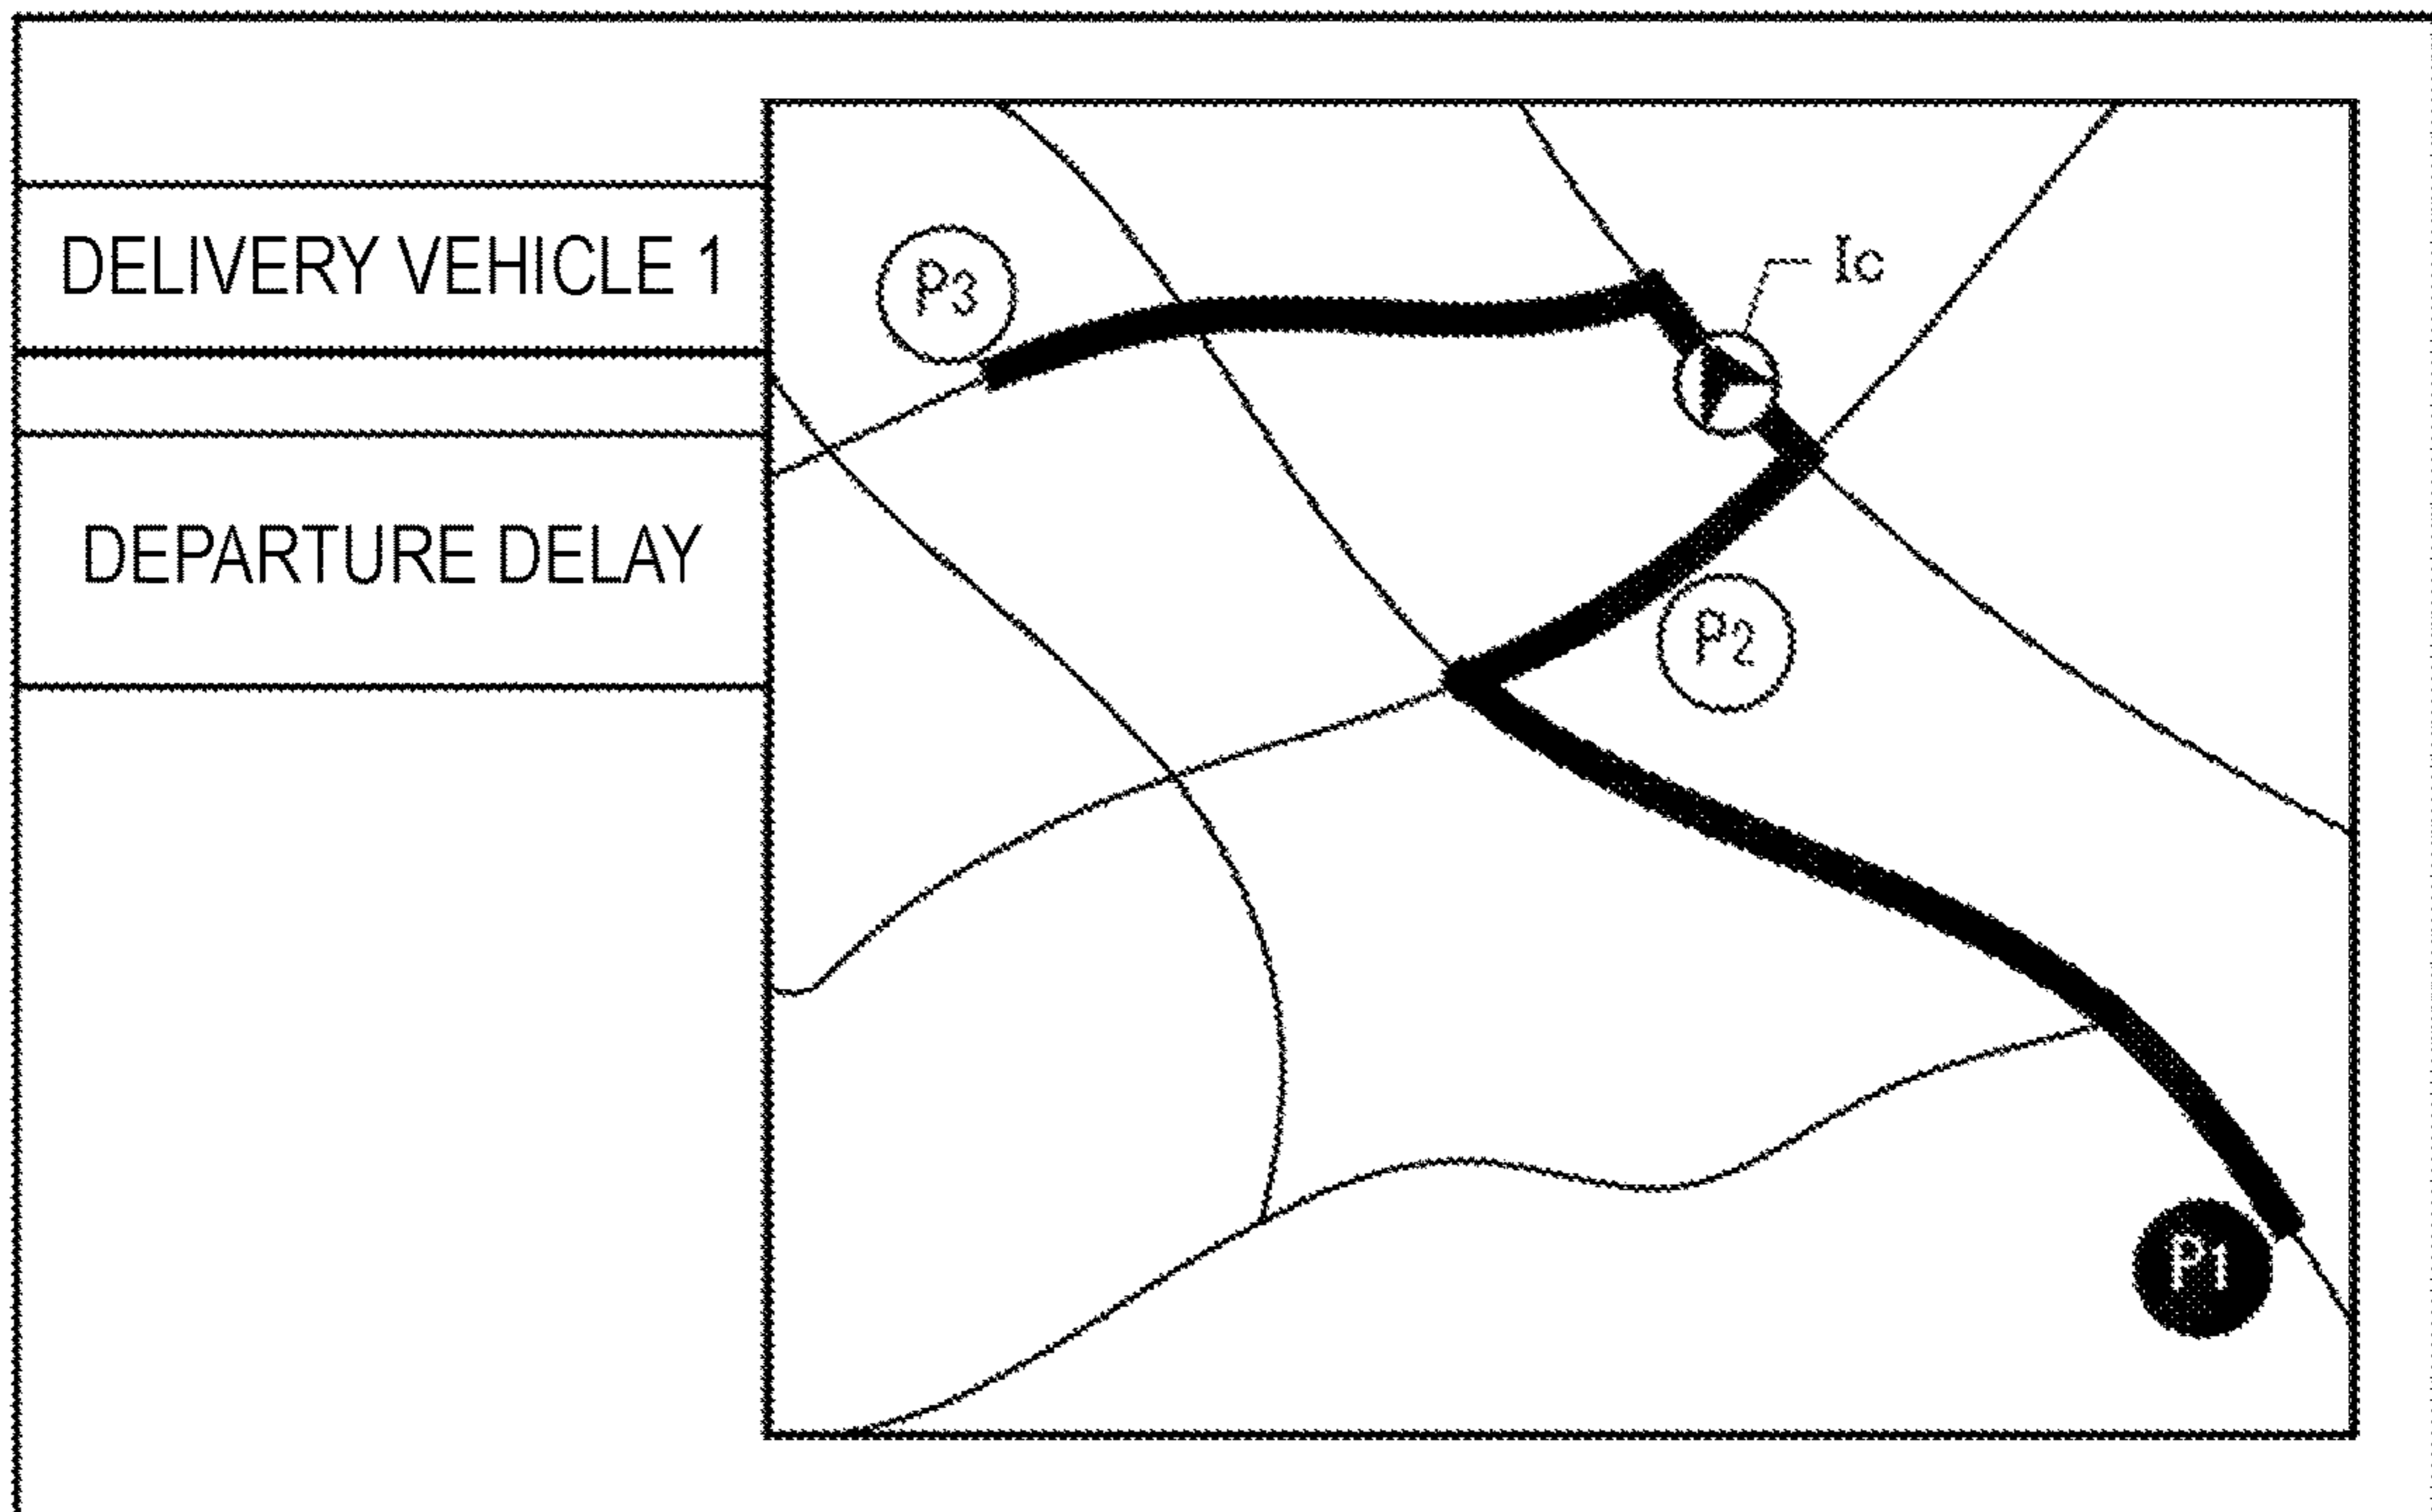 DELIVERY VEHICLE 1
DEPARTURE DELAY
P3
Ic
P2
P1